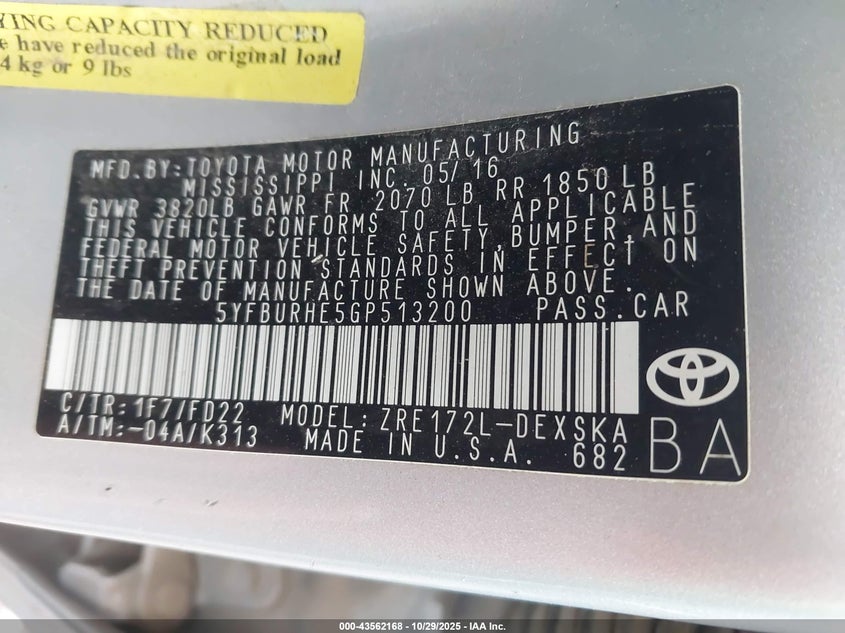 YING CAPACITY REDUCED
have reduced the original load
4 kg or 9 lbs
MFD.BY:TOYOTA MOTOR MANUFACTURING
MISSISSIPPI INC. 05/16
GVWR 3820LB GAWR FR 2070 LB RR 1850 LB
THIS VEHICLE CONFORMS TO ALL APPLICABLE
FEDERAL MOTOR VEHICLE SAFETY,BUMPER,AND
THEFT PREVENTION STANDARDS IN EFFECT ON
THE DATE OF MANUFACTURE SHOWN ABOVE.
5YFBURHE5GP513200 PASS.CAR
C/TR:1F7/FD22 MODEL:ZRE172L-DEXSKA
A/TM:-04A/K313 MADE IN U.S.A. 682 BA
000-43562168 - 10/29/2025 - IAA Inc.